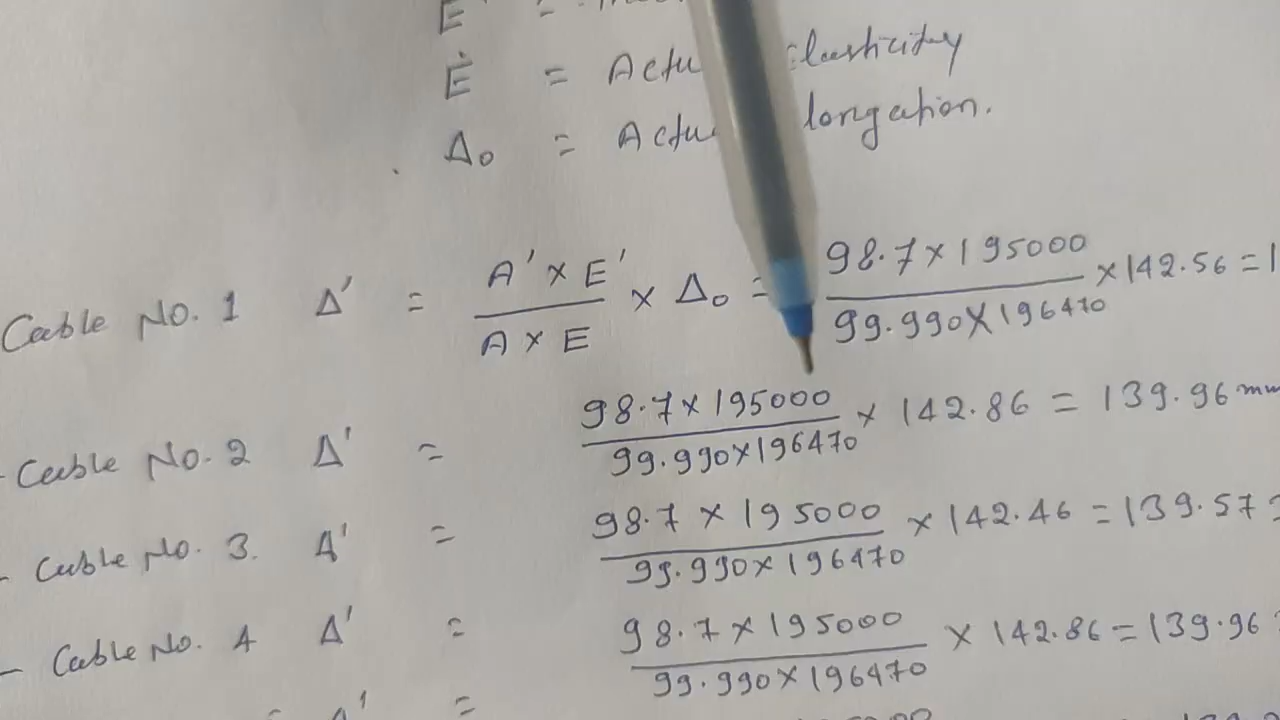 E' =
Ė = Actu lasticity
Δ₀ = Actu longation.
Cable No. 1 Δ' = A' × E' / A × E × Δ₀ = 98.7 × 195000 / 99.990 × 196470 × 142.56 = 1
- Cable No. 2 Δ' = 98.7 × 195000 / 99.990 × 196470 × 142.86 = 139.96 mm
- Cable No. 3. Δ' = 98.7 × 195000 / 99.990 × 196470 × 142.46 = 139.57
- Cable No. 4 Δ' = 98.7 × 195000 / 99.990 × 196470 × 142.86 = 139.96
Δ' =